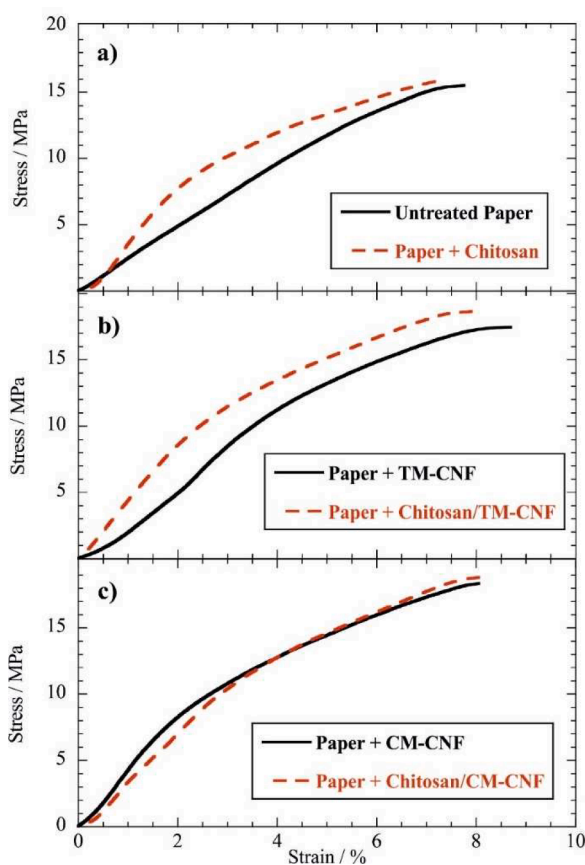 20
a)
15
Stress / MPa
10
Untreated Paper
5
Paper + Chitosan
b)
15
Stress / MPa
10
Paper + TM-CNF
5
Paper + Chitosan/TM-CNF
c)
15
Stress / MPa
10
Paper + CM-CNF
5
Paper + Chitosan/CM-CNF
0
0 2 4 6 8 10
Strain / %